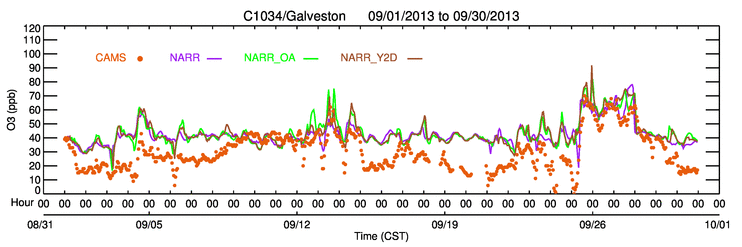 C1034/Galveston 09/01/2013 to 09/30/2013
120
110
100
90
80
70
60
50
40
30
20
10
0
O3 (ppb)
CAMS NARR NARR_OA NARR_Y2D
Hour 00 00 00 00 00 00 00 00 00 00 00 00 00 00 00 00 00 00 00 00 00 00 00 00 00 00 00 00 00 00 00 00 00
08/31 09/05 09/12 09/19 09/26 10/01
Time (CST)